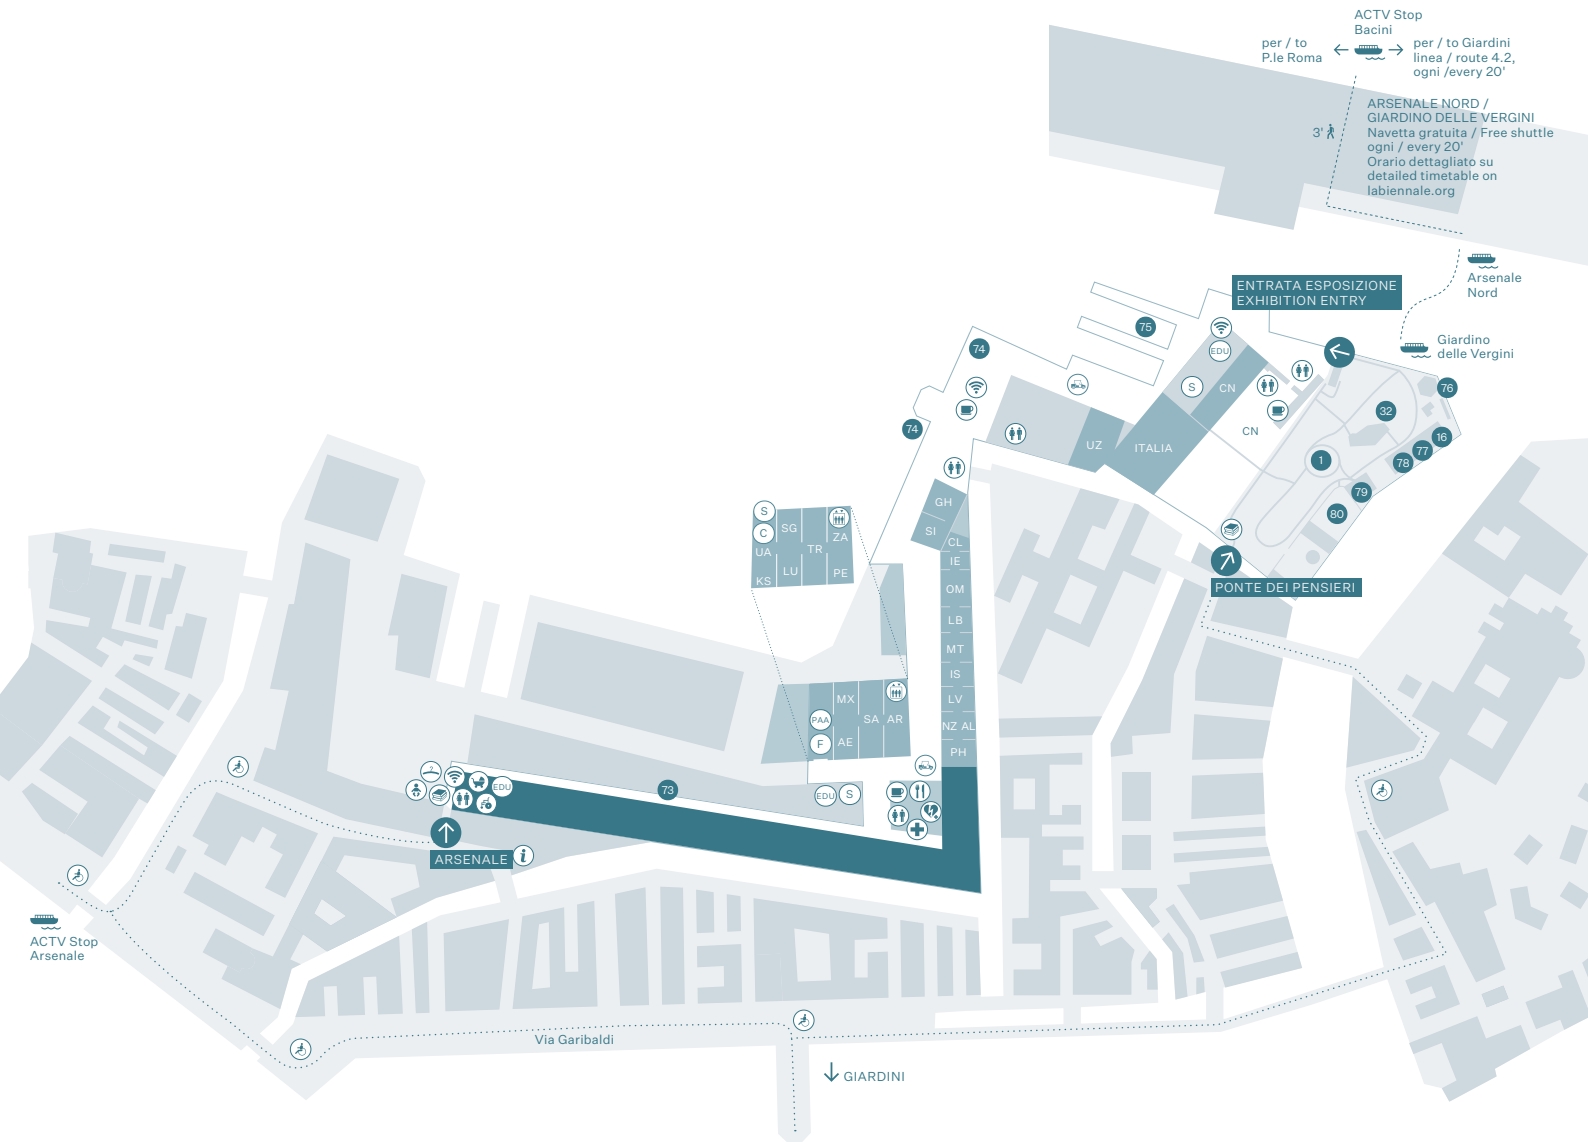 ACTV Stop
Bacini
per / to
P.le Roma
per / to Giardini
linea / route 4.2,
ogni /every 20'
ARSENALE NORD /
GIARDINO DELLE VERGINI
Navetta gratuita / Free shuttle
ogni / every 20'
Orario dettagliato su
detailed timetable on
labiennale.org
3'
Arsenale
Nord
ENTRATA ESPOSIZIONE
EXHIBITION ENTRY
Giardino
delle Vergini
75
74
EDU
S
CN
76
32
74
CN
16
UZ
ITALIA
77
78
1
79
80
GH
SI
CL
IE
OM
LB
MT
IS
LV
NZ AL
PH
S
SG
C
ZA
UA
TR
LU
PE
KS
PONTE DEI PENSIERI
MX
PAA
SA
AR
F
AE
EDU
73
EDU
S
ARSENALE
i
ACTV Stop
Arsenale
Via Garibaldi
GIARDINI